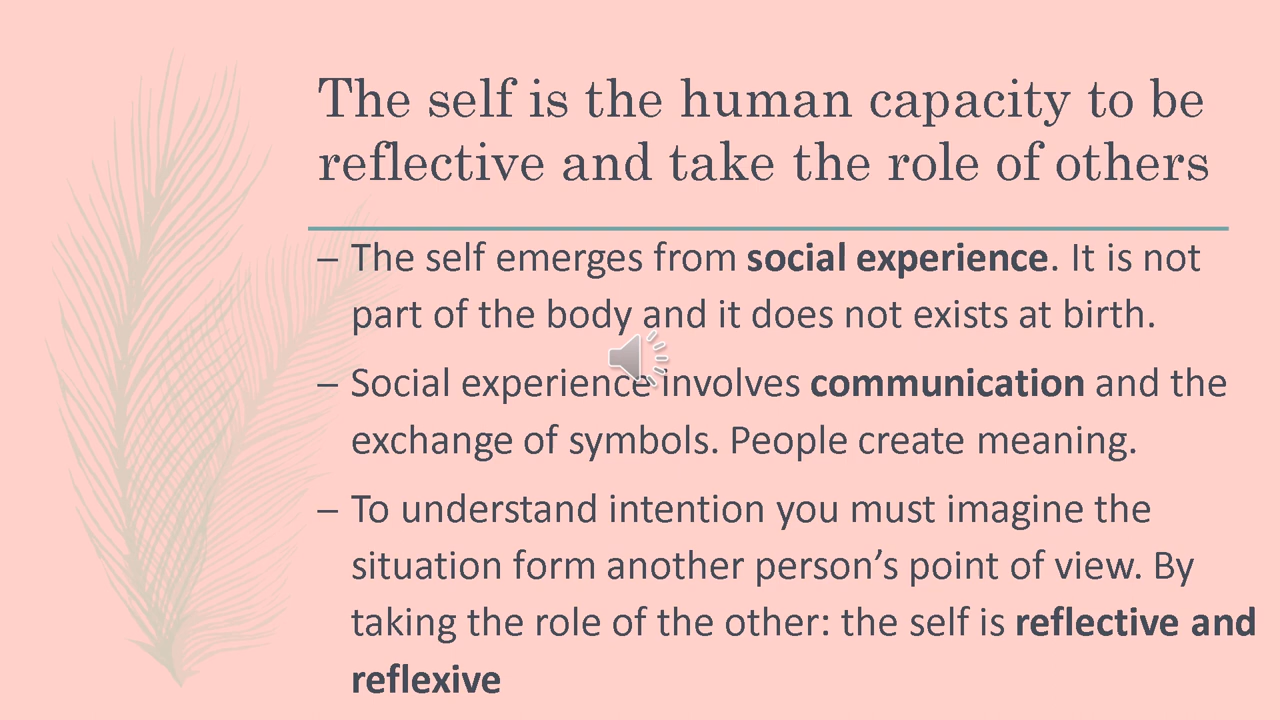 The self is the human capacity to be
reflective and take the role of others
– The self emerges from social experience. It is not
part of the body and it does not exists at birth.
– Social experience involves communication and the
exchange of symbols. People create meaning.
– To understand intention you must imagine the
situation form another person’s point of view. By
taking the role of the other: the self is reflective and
reflexive